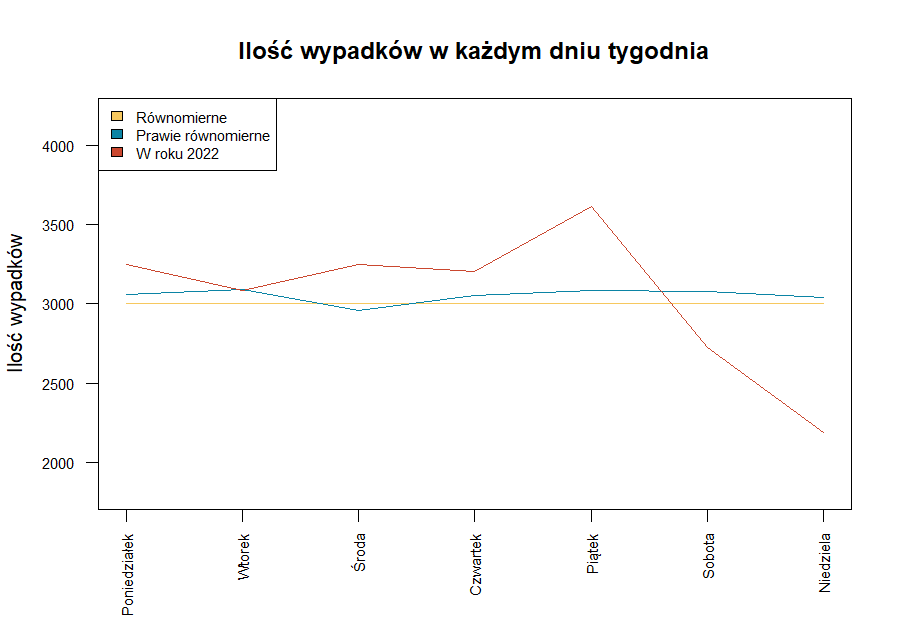 Ilość wypadków w każdym dniu tygodnia
Równomierne
Prawie równomierne
W roku 2022
Ilość wypadków
4000
3500
3000
2500
2000
Poniedziałek
Wtorek
Środa
Czwartek
Piątek
Sobota
Niedziela